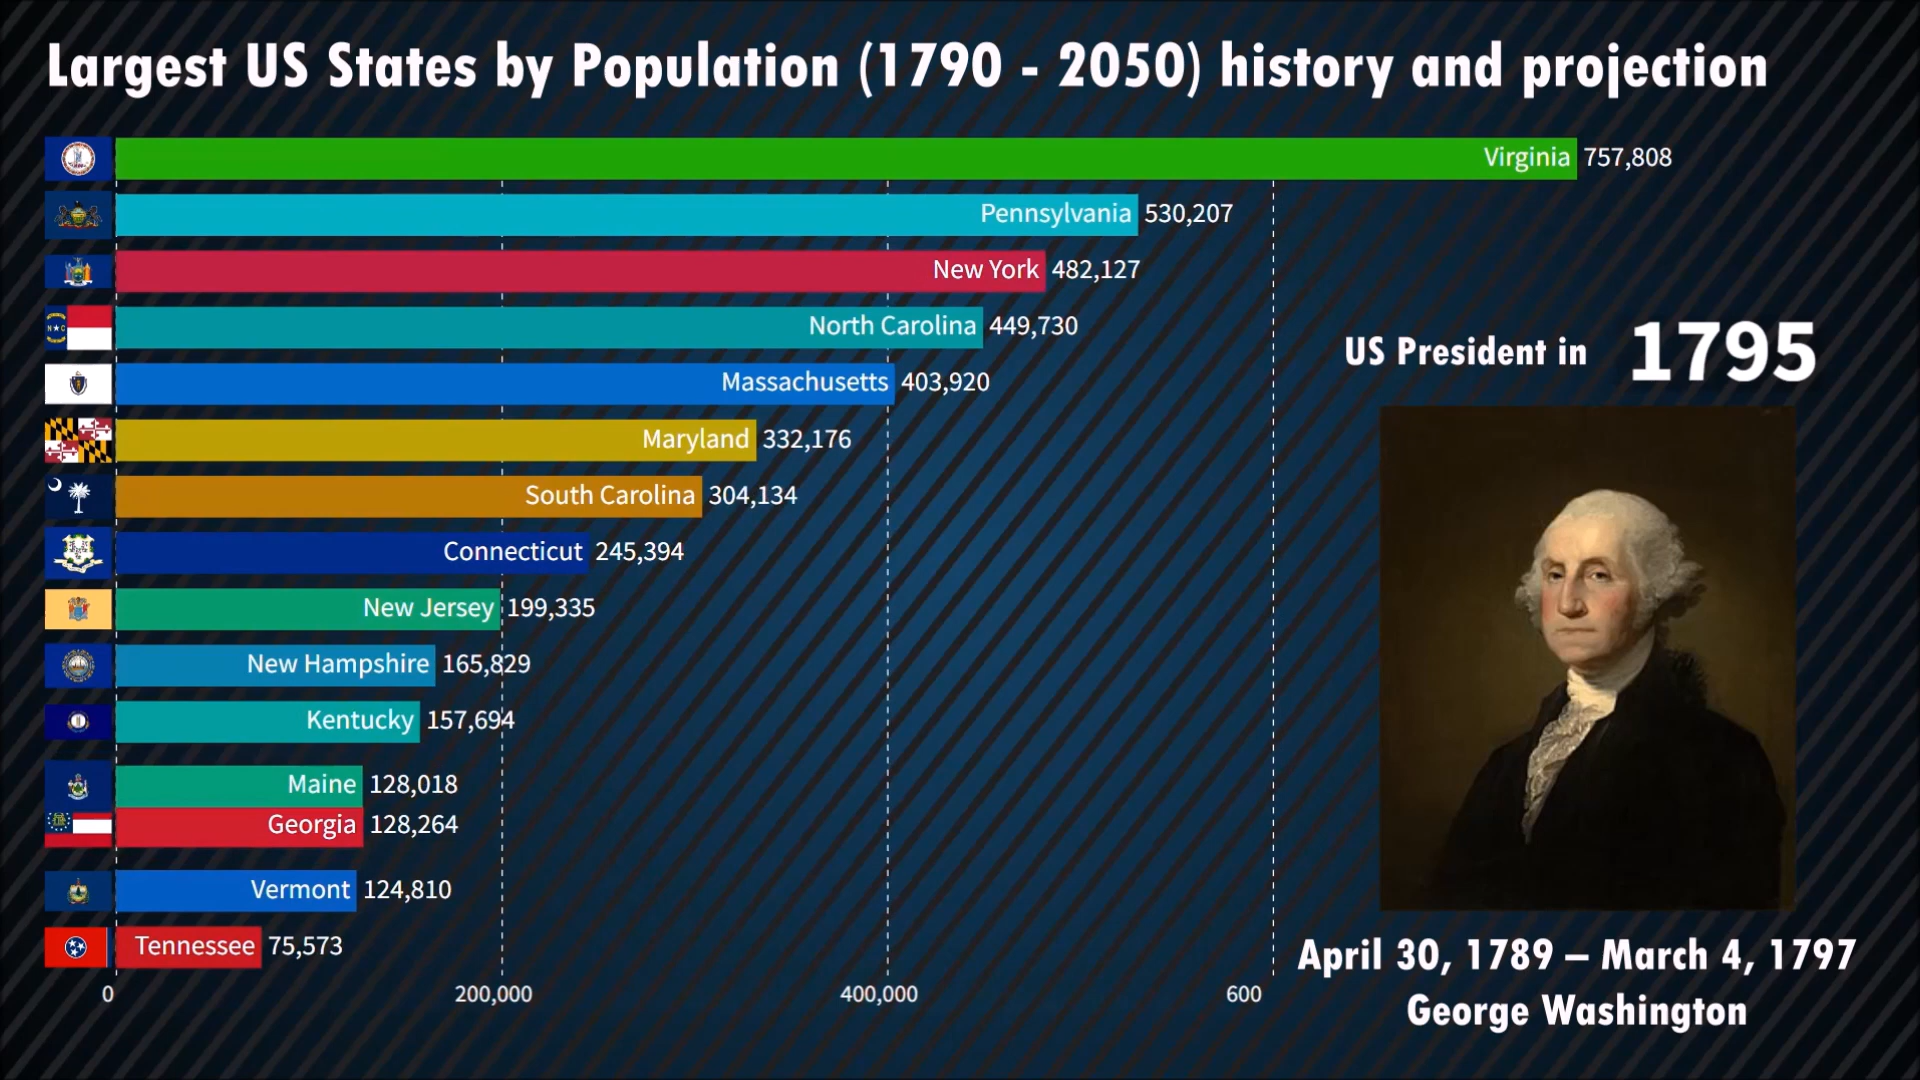 Largest US States by Population (1790 - 2050) history and projection
Virginia 757,808
Pennsylvania 530,207
New York 482,127
North Carolina 449,730
US President in 1795
Massachusetts 403,920
Maryland 332,176
South Carolina 304,134
Connecticut 245,394
New Jersey 199,335
New Hampshire 165,829
Kentucky 157,694
Maine 128,018
Georgia 128,264
Vermont 124,810
Tennessee 75,573
0 200,000 400,000 600
April 30, 1789 – March 4, 1797
George Washington